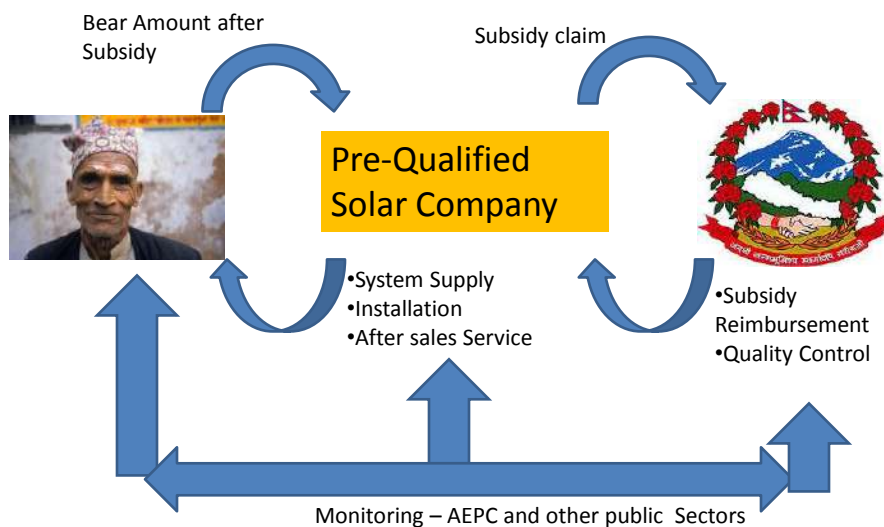 Bear Amount after
Subsidy
Subsidy claim
Pre-Qualified
Solar Company
•System Supply
•Installation
•After sales Service
•Subsidy
Reimbursement
•Quality Control
Monitoring – AEPC and other public  Sectors